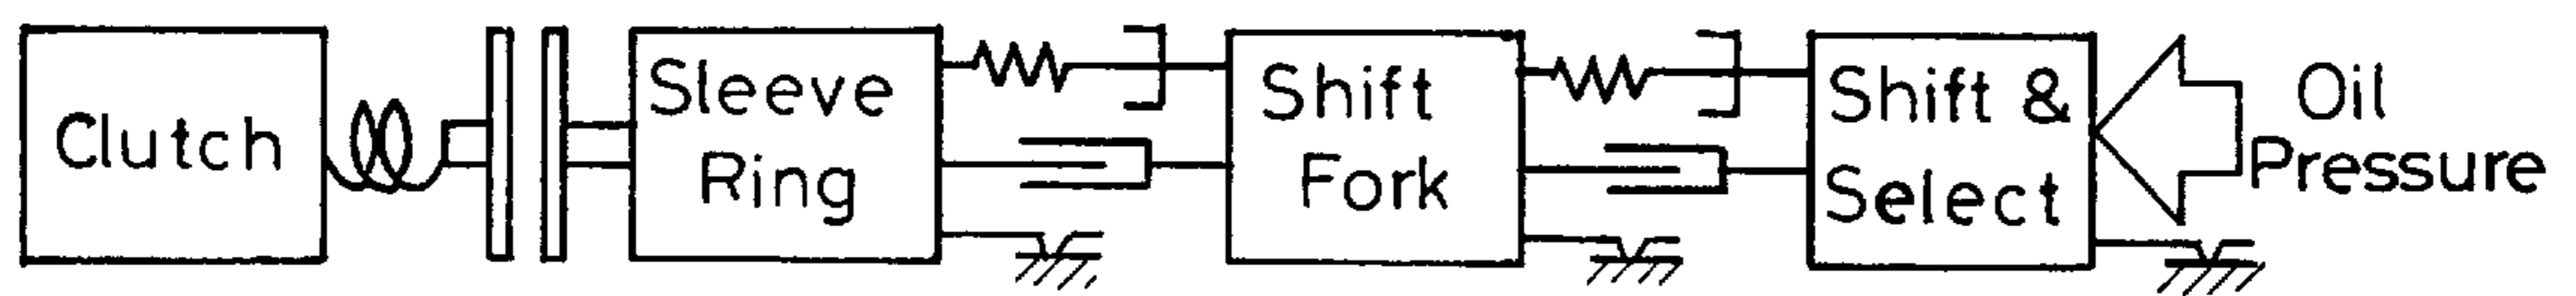 Clutch
Sleeve
Ring
Shift
Fork
Shift &
Select
Oil
Pressure